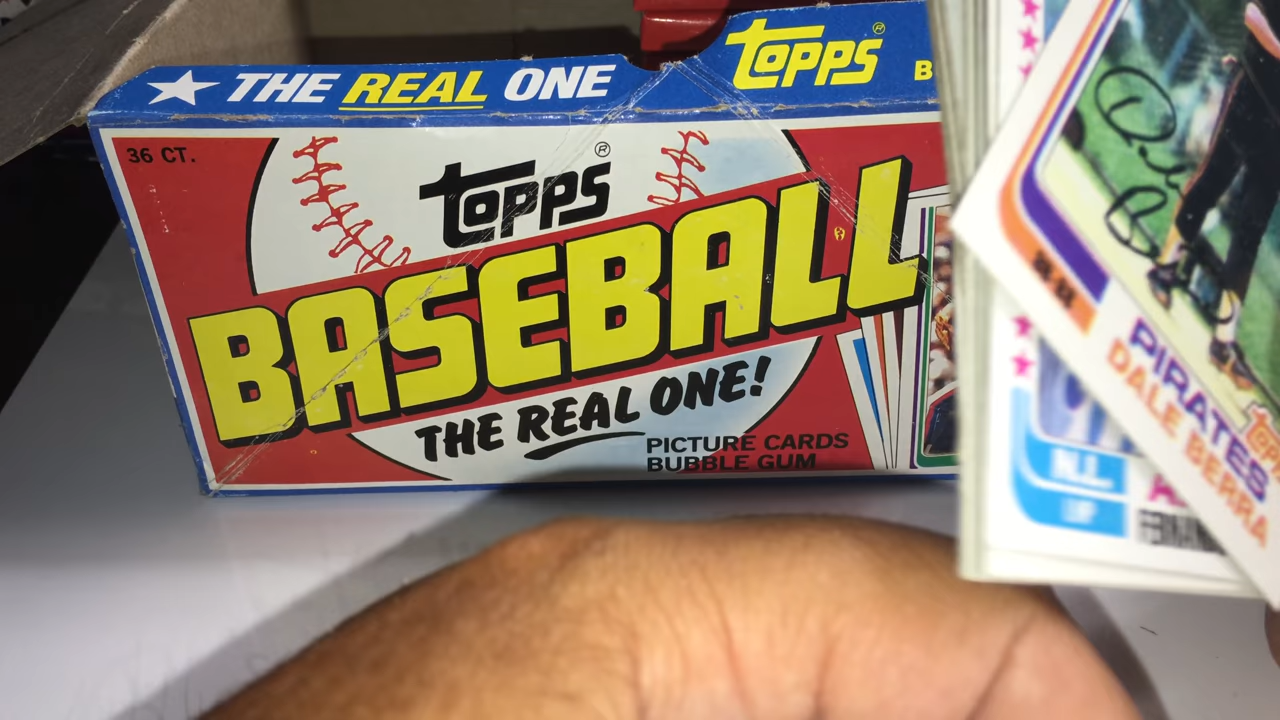 ★ THE REAL ONE
TOPPS®
B
36 CT.
TOPPS®
BASEBALL
THE REAL ONE!
PICTURE CARDS
BUBBLE GUM
PIRATES
DALE BERRA
N.L.